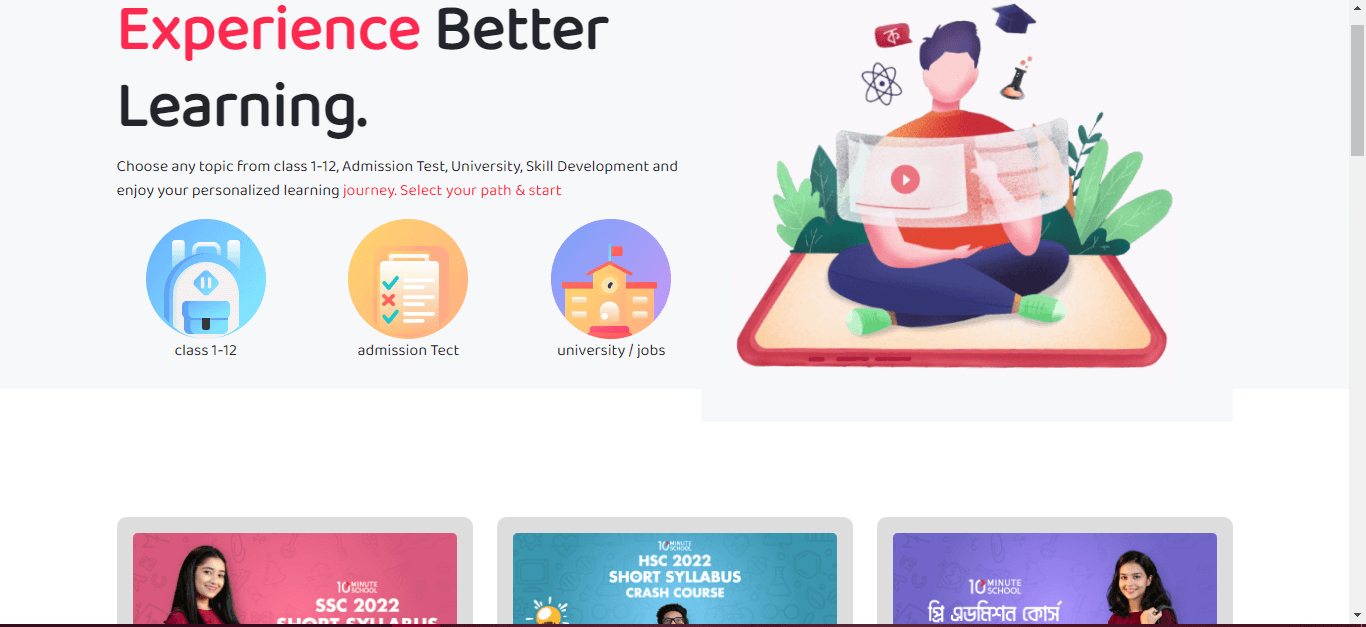 Experience Better
Learning.
Choose any topic from class 1-12, Admission Test, University, Skill Development and
enjoy your personalized learning journey. Select your path & start
ক
class 1-12
admission Tect
university / jobs
10 MINUTE SCHOOL
SSC 2022
SHORT SYLLABUS
10 MINUTE SCHOOL
HSC 2022
SHORT SYLLABUS
CRASH COURSE
10 MINUTE SCHOOL
প্রি এডমিশন কোর্স